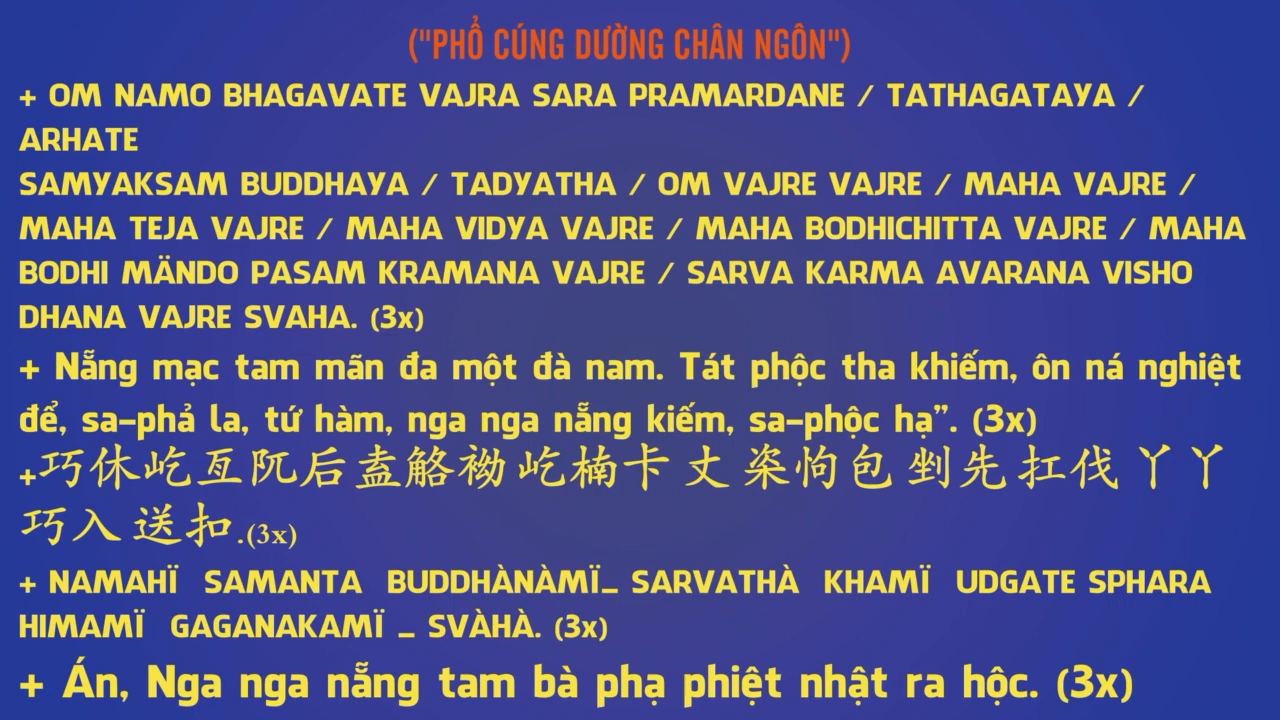 ("PHỔ CÚNG DƯỜNG CHÂN NGÔN")
+ OM NAMO BHAGAVATE VAJRA SARA PRAMARDANE / TATHAGATAYA /
ARHATE
SAMYAKSAM BUDDHAYA / TADYATHA / OM VAJRE VAJRE / MAHA VAJRE /
MAHA TEJA VAJRE / MAHA VIDYA VAJRE / MAHA BODHICHITTA VAJRE / MAHA
BODHI MÄNDO PASAM KRAMANA VAJRE / SARVA KARMA AVARANA VISHO
DHANA VAJRE SVAHA. (3x)
+ Nẵng mạc tam mãn đa một đà nam. Tát phộc tha khiếm, ôn ná nghiệt
để, sa-phả la, tứ hàm, nga nga nẵng kiếm, sa-phộc hạ”. (3x)
+巧休屹亙阢后盍觡袎屹楠卡丈 栥怐包 剉先 扛伐 丫丫
巧入 送扣.(3x)
+ NAMAHÏ SAMANTA BUDDHÀNÀMÏ_ SARVATHÀ KHAMÏ UDGATE SPHARA
HIMAMÏ GAGANAKAMÏ _ SVÀHÀ. (3x)
+ Án, Nga nga nẵng tam bà phạ phiệt nhật ra hộc. (3x)